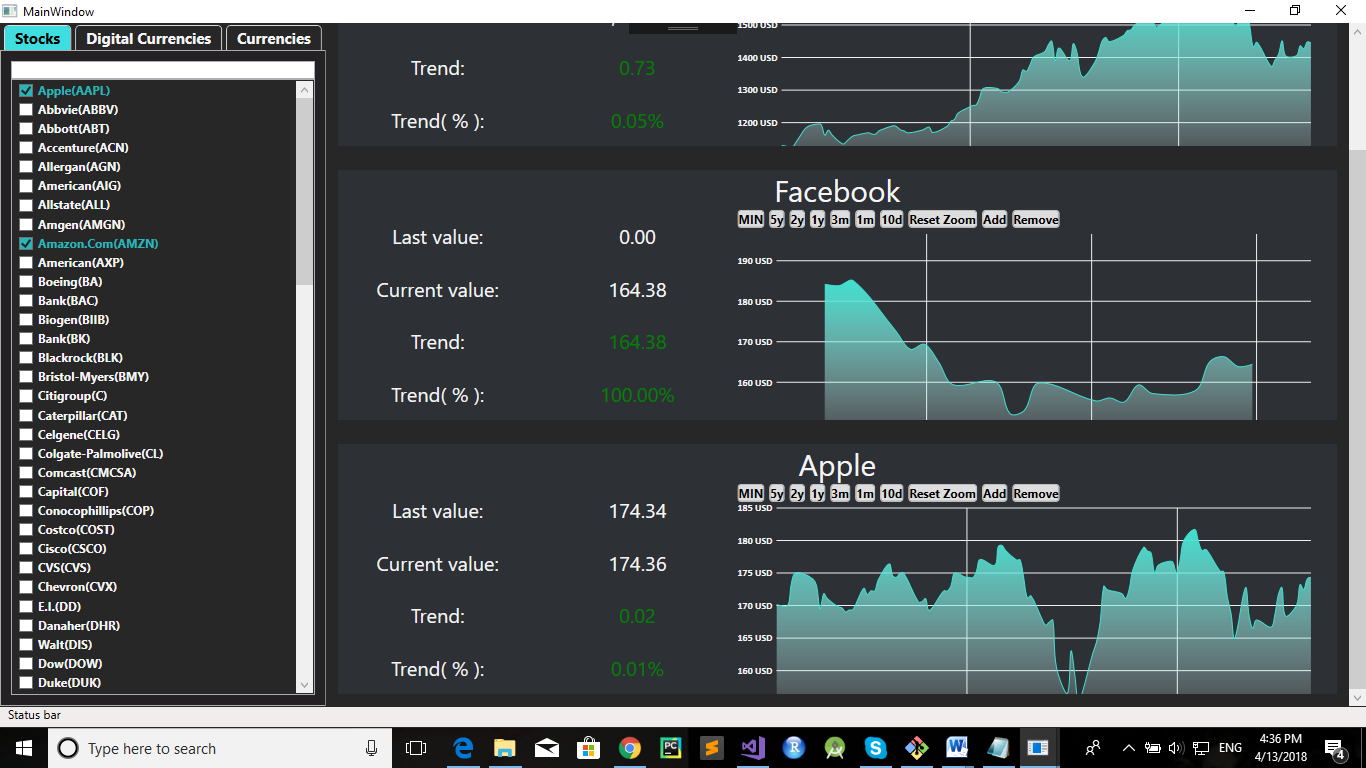 MainWindow
Stocks Digital Currencies Currencies
Apple(AAPL)
Abbvie(ABBV)
Abbott(ABT)
Accenture(ACN)
Allergan(AGN)
American(AIG)
Allstate(ALL)
Amgen(AMGN)
Amazon.Com(AMZN)
American(AXP)
Boeing(BA)
Bank(BAC)
Biogen(BIIB)
Bank(BK)
Blackrock(BLK)
Bristol-Myers(BMY)
Citigroup(C)
Caterpillar(CAT)
Celgene(CELG)
Colgate-Palmolive(CL)
Comcast(CMCSA)
Capital(COF)
Conocophillips(COP)
Costco(COST)
Cisco(CSCO)
CVS(CVS)
Chevron(CVX)
E.I.(DD)
Danaher(DHR)
Walt(DIS)
Dow(DOW)
Duke(DUK)
Trend: 0.73
Trend( % ): 0.05%
1500 USD
1400 USD
1300 USD
1200 USD
Facebook
MIN 5y 2y 1y 3m 1m 10d Reset Zoom Add Remove
Last value: 0.00
Current value: 164.38
Trend: 164.38
Trend( % ): 100.00%
190 USD
180 USD
170 USD
160 USD
Apple
MIN 5y 2y 1y 3m 1m 10d Reset Zoom Add Remove
Last value: 174.34
Current value: 174.36
Trend: 0.02
Trend( % ): 0.01%
185 USD
180 USD
175 USD
170 USD
165 USD
160 USD
Status bar
Type here to search
PC
R
S
W
ENG
4:36 PM
4/13/2018
4